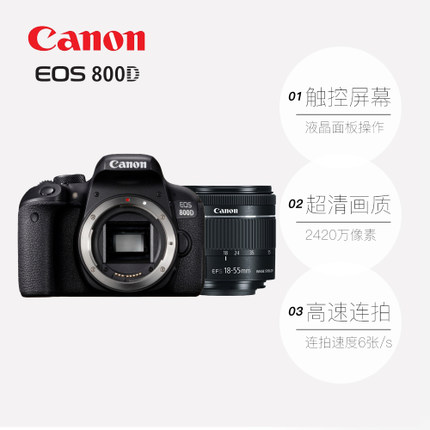 Canon
EOS 800D
01 触控屏幕
液晶面板操作
02 超清画质
2420万像素
03 高速连拍
连拍速度6张/s
Canon
EOS
800D
Canon
18-55mm